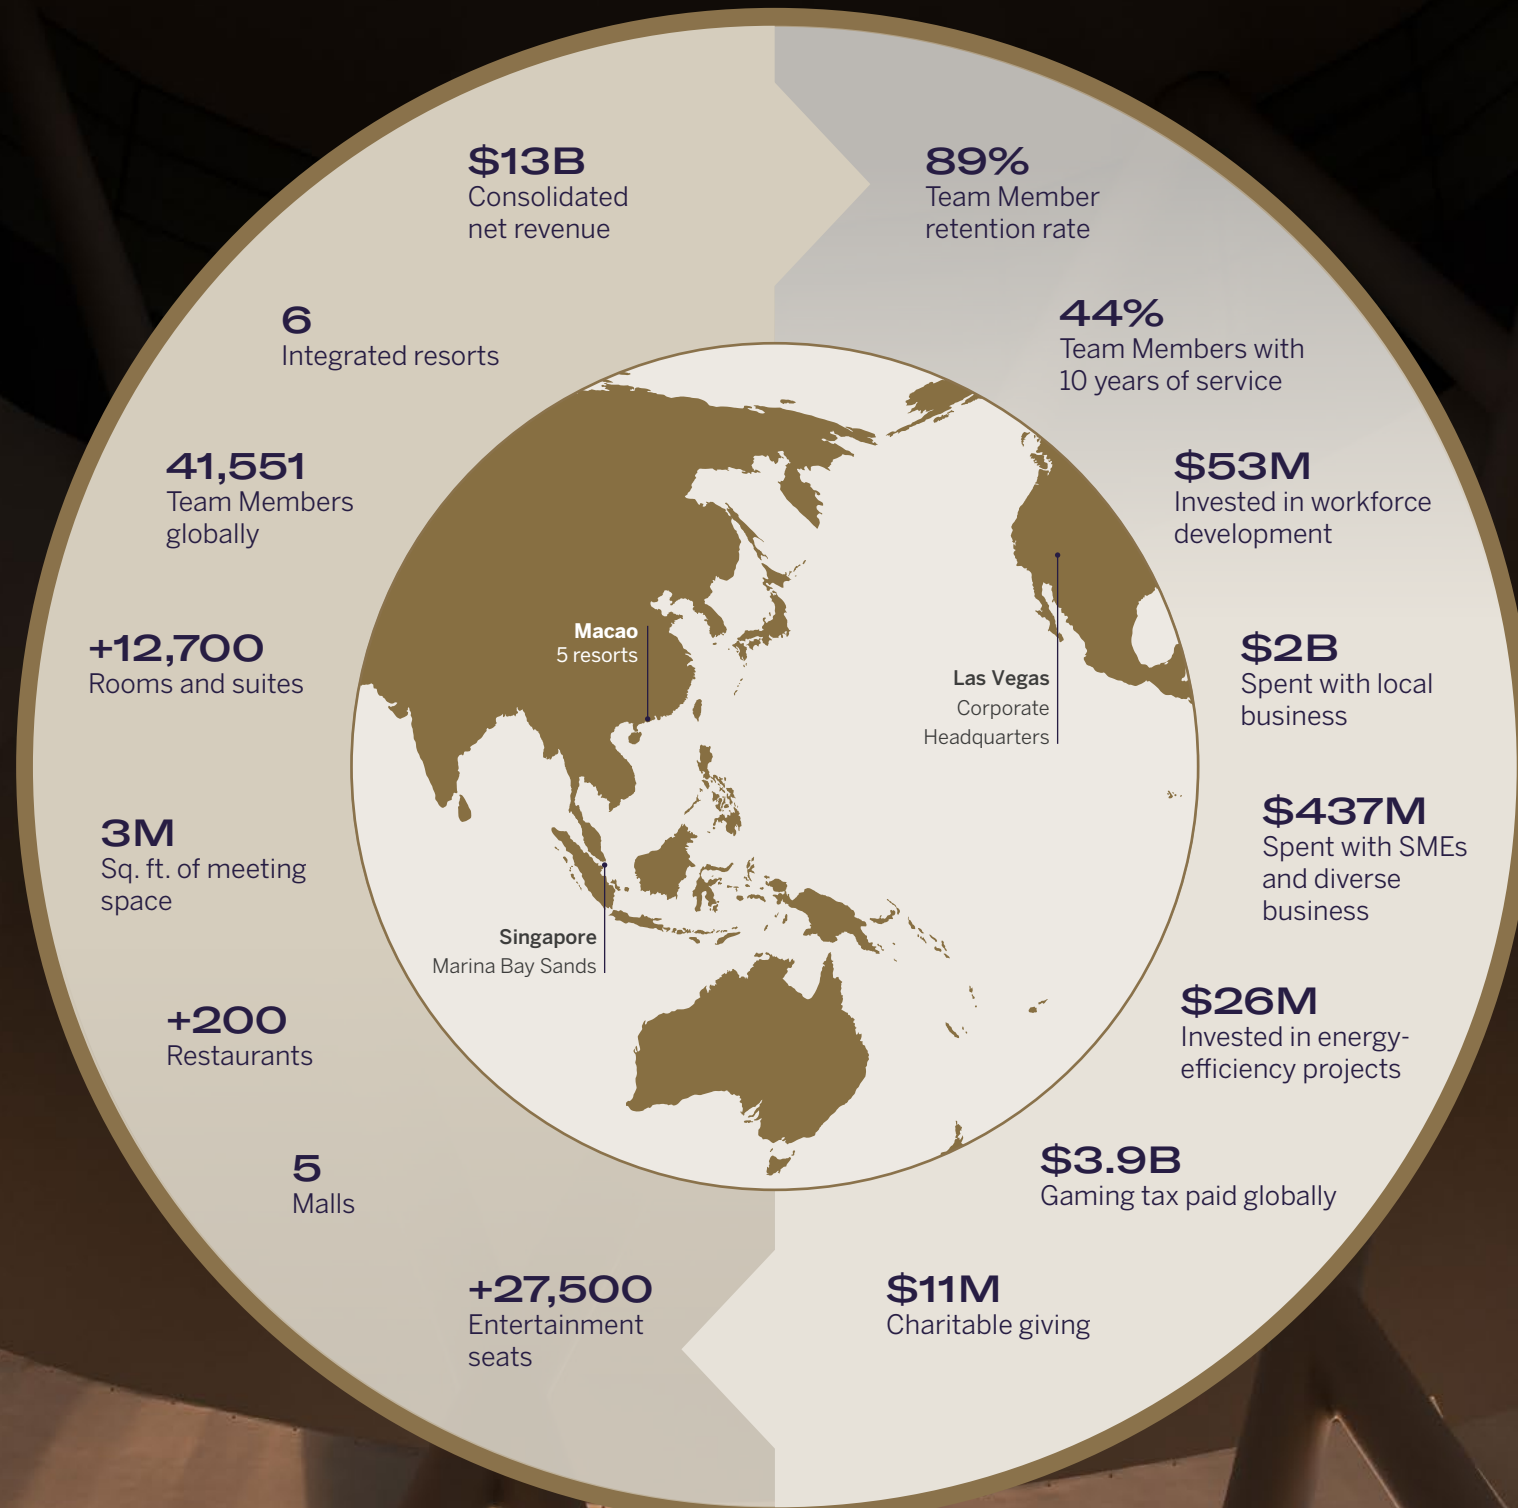 $13B
Consolidated
net revenue
6
Integrated resorts
41,551
Team Members
globally
+12,700
Rooms and suites
3M
Sq. ft. of meeting
space
+200
Restaurants
5
Malls
+27,500
Entertainment
seats
89%
Team Member
retention rate
44%
Team Members with
10 years of service
$53M
Invested in workforce
development
$2B
Spent with local
business
$437M
Spent with SMEs
and diverse
business
$26M
Invested in energy-
efficiency projects
$3.9B
Gaming tax paid globally
$11M
Charitable giving
Macao
5 resorts
Las Vegas
Corporate
Headquarters
Singapore
Marina Bay Sands